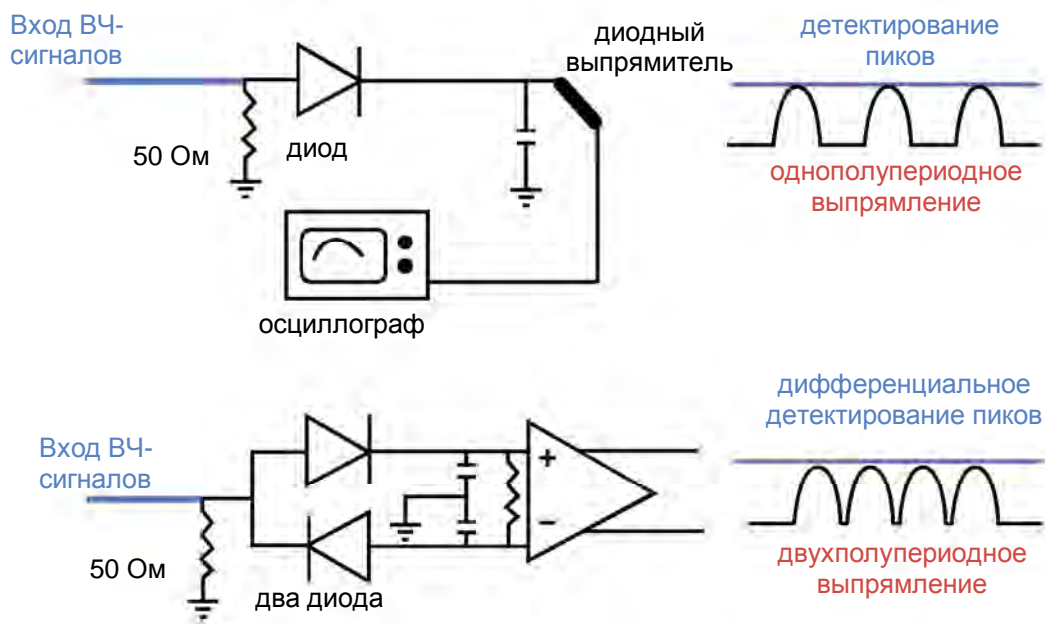 Вход ВЧ-
сигналов
50 Ом
диод
диодный
выпрямитель
осциллограф
детектирование
пиков
однополупериодное
выпрямление
Вход ВЧ-
сигналов
50 Ом
два диода
+
−
дифференциальное
детектирование пиков
двухполупериодное
выпрямление